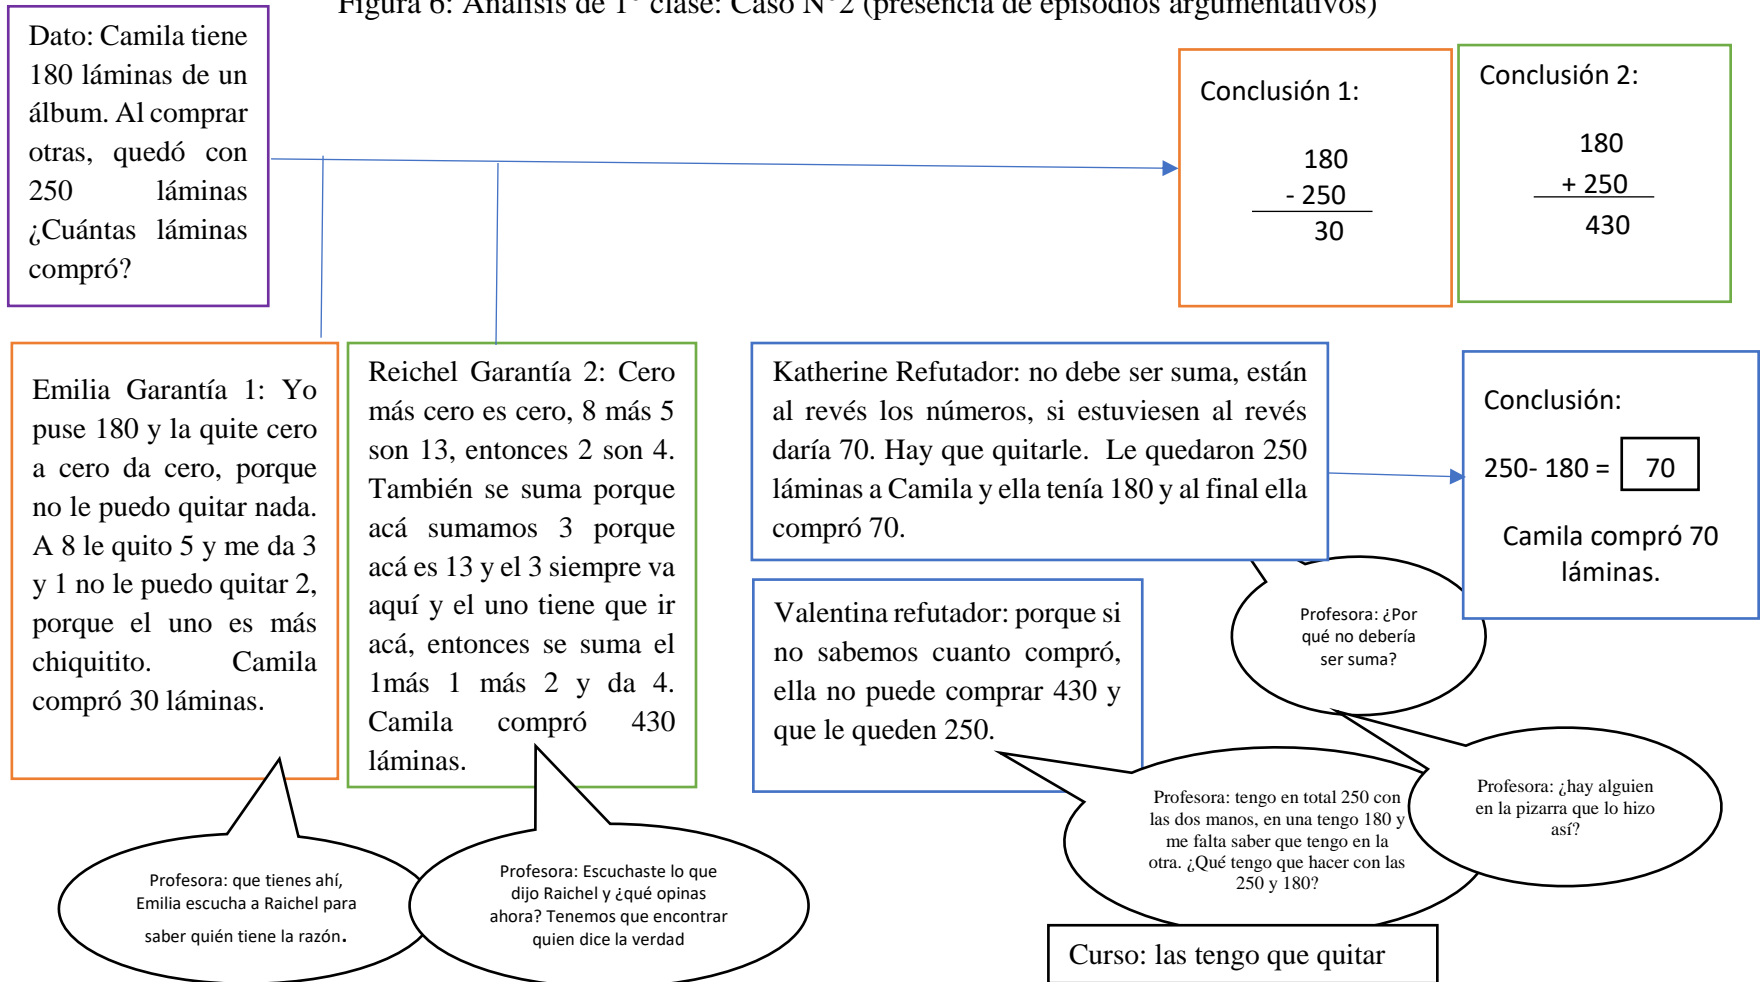 Figura 6: Análisis de 1° clase: Caso N°2 (presencia de episodios argumentativos)
Dato: Camila tiene
180 láminas de un
álbum. Al comprar
otras, quedó con
250 láminas
¿Cuántas láminas
compró?
Conclusión 1:
180
- 250
30
Conclusión 2:
180
+ 250
430
Emilia Garantía 1: Yo
puse 180 y la quite cero
a cero da cero, porque
no le puedo quitar nada.
A 8 le quito 5 y me da 3
y 1 no le puedo quitar 2,
porque el uno es más
chiquitito. Camila
compró 30 láminas.
Reichel Garantía 2: Cero
más cero es cero, 8 más 5
son 13, entonces 2 son 4.
También se suma porque
acá sumamos 3 porque
acá es 13 y el 3 siempre va
aquí y el uno tiene que ir
acá, entonces se suma el
1más 1 más 2 y da 4.
Camila compró 430
láminas.
Katherine Refutador: no debe ser suma, están
al revés los números, si estuviesen al revés
daría 70. Hay que quitarle. Le quedaron 250
láminas a Camila y ella tenía 180 y al final ella
compró 70.
Conclusión:
250- 180 = 70
Camila compró 70
láminas.
Valentina refutador: porque si
no sabemos cuanto compró,
ella no puede comprar 430 y
que le queden 250.
Profesora: ¿Por
qué no debería
ser suma?
Profesora: ¿hay alguien
en la pizarra que lo hizo
así?
Profesora: tengo en total 250 con
las dos manos, en una tengo 180 y
me falta saber que tengo en la
otra. ¿Qué tengo que hacer con las
250 y 180?
Profesora: que tienes ahí,
Emilia escucha a Raichel para
saber quién tiene la razón.
Profesora: Escuchaste lo que
dijo Raichel y ¿qué opinas
ahora? Tenemos que encontrar
quien dice la verdad
Curso: las tengo que quitar